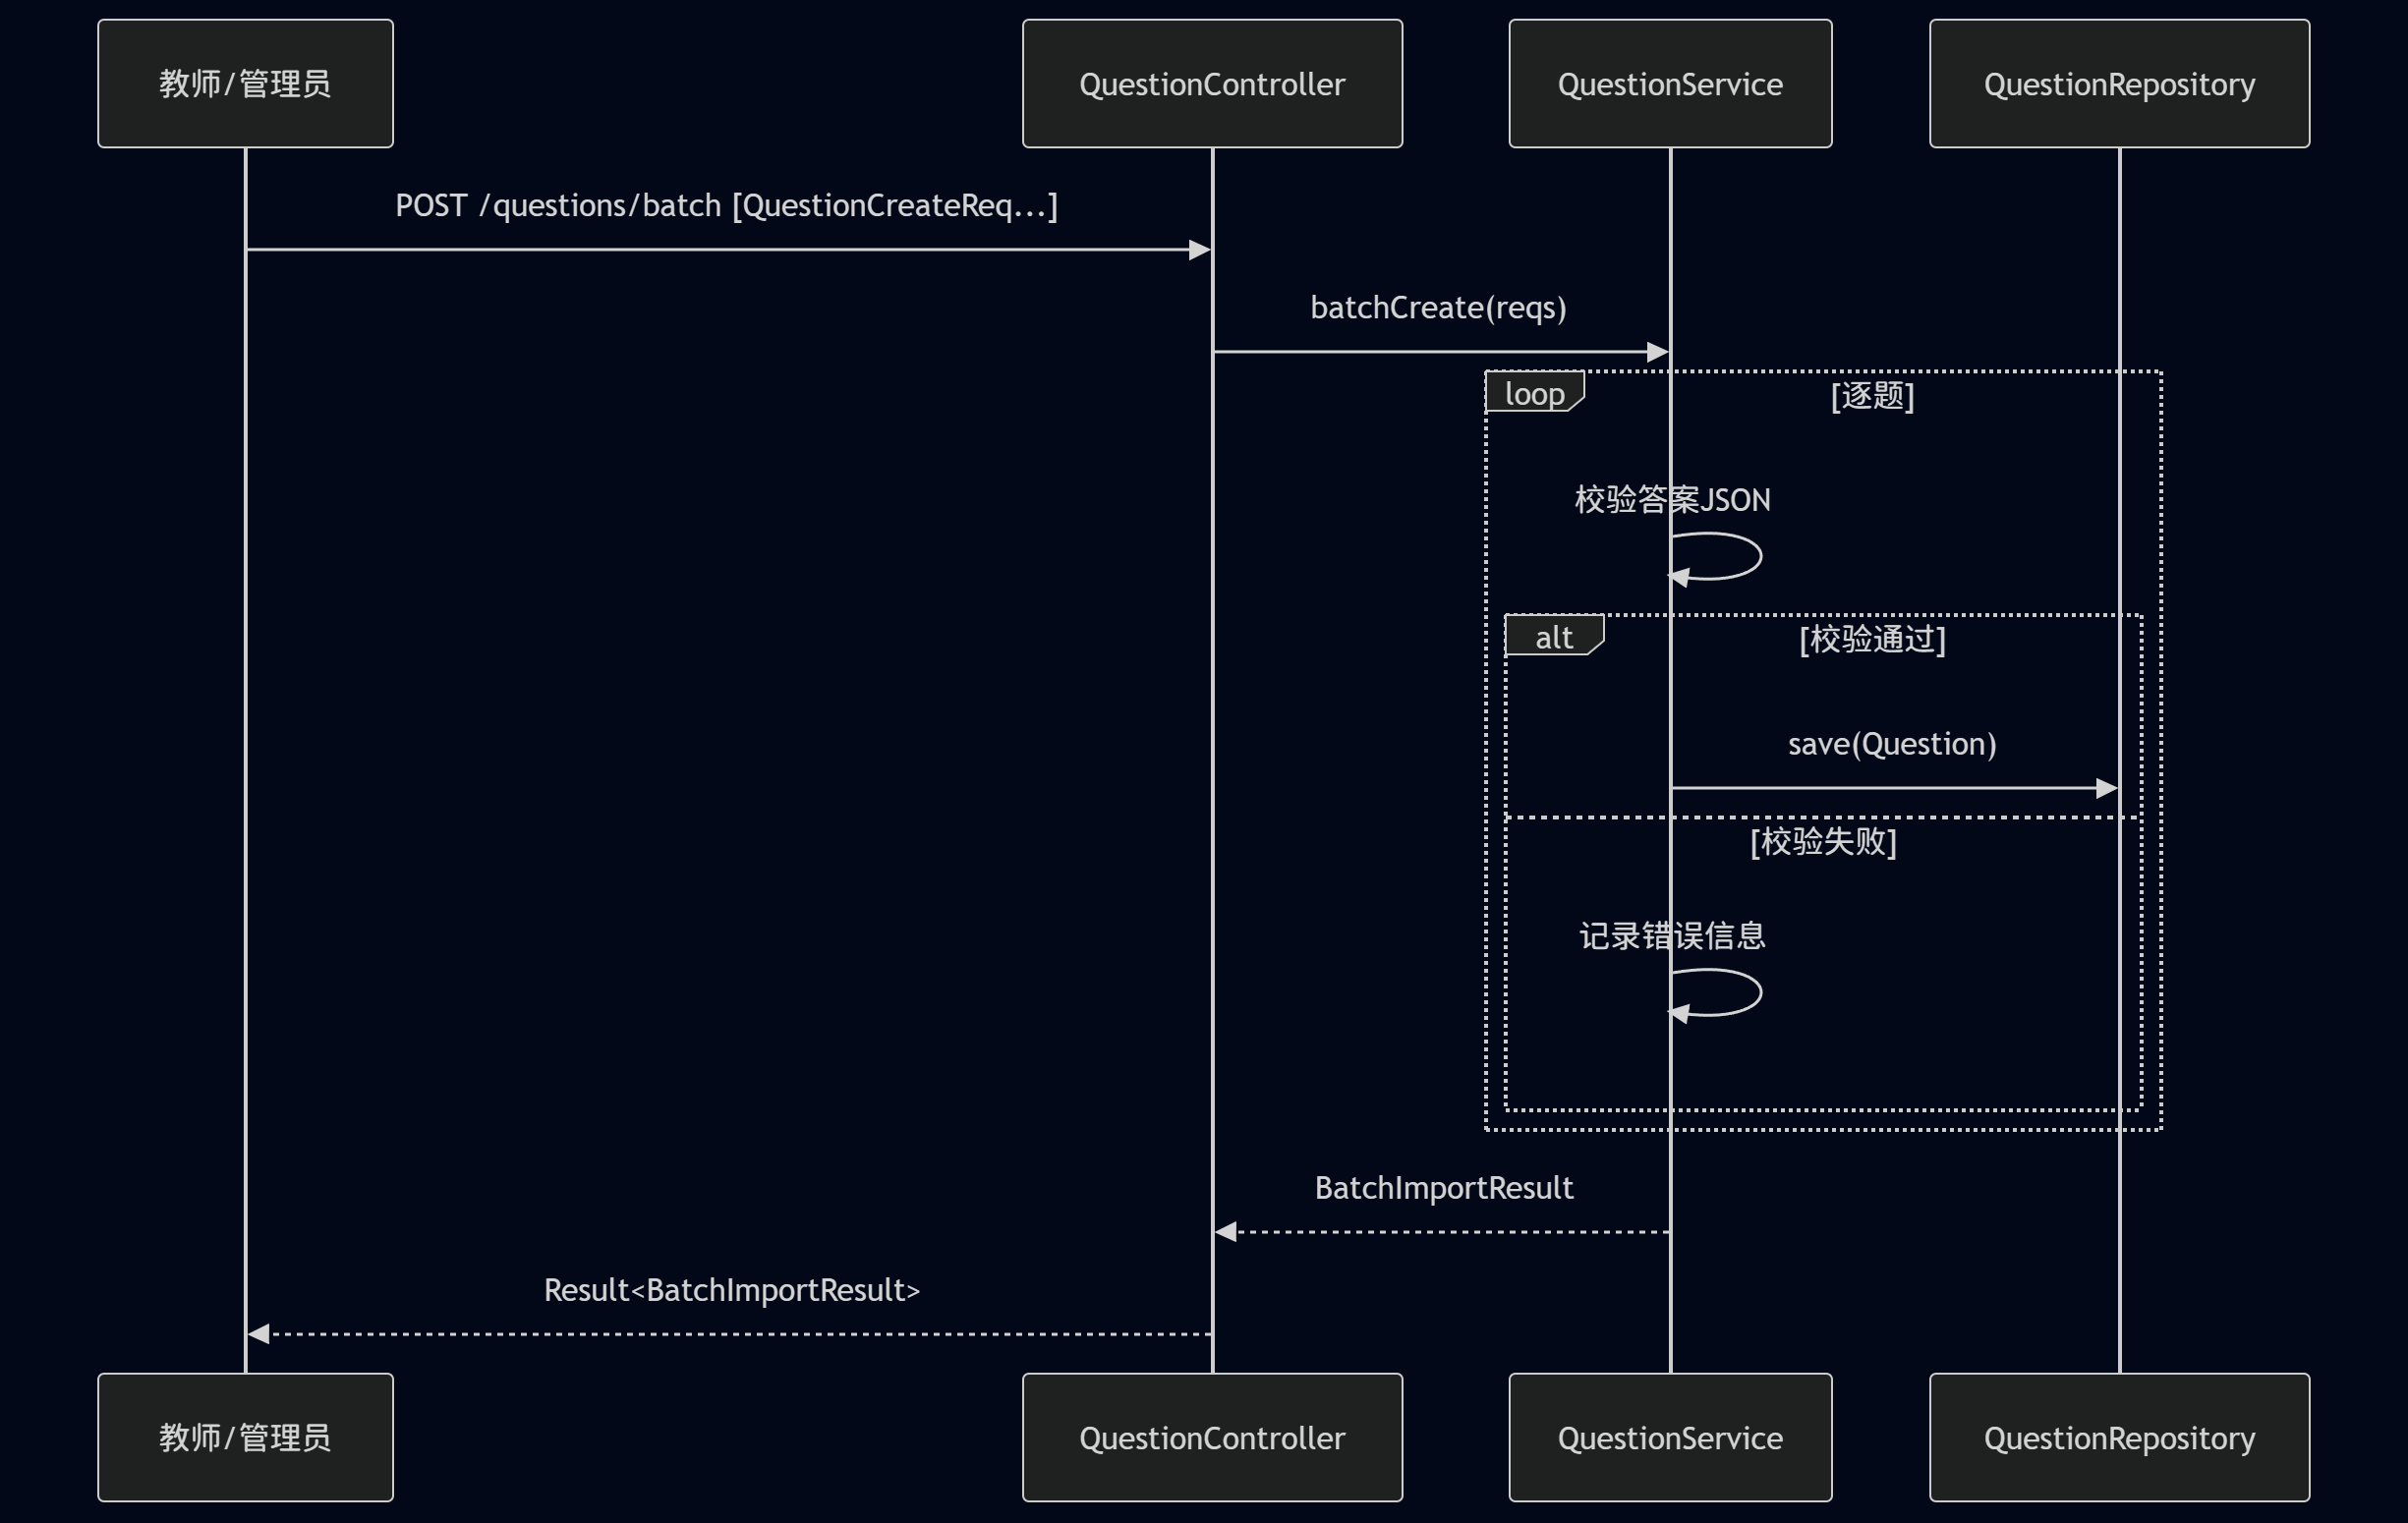 教师/管理员
QuestionController
QuestionService
QuestionRepository
POST /questions/batch [QuestionCreateReq...]
batchCreate(reqs)
loop
[逐题]
校验答案JSON
alt
[校验通过]
save(Question)
[校验失败]
记录错误信息
BatchImportResult
Result<BatchImportResult>
教师/管理员
QuestionController
QuestionService
QuestionRepository